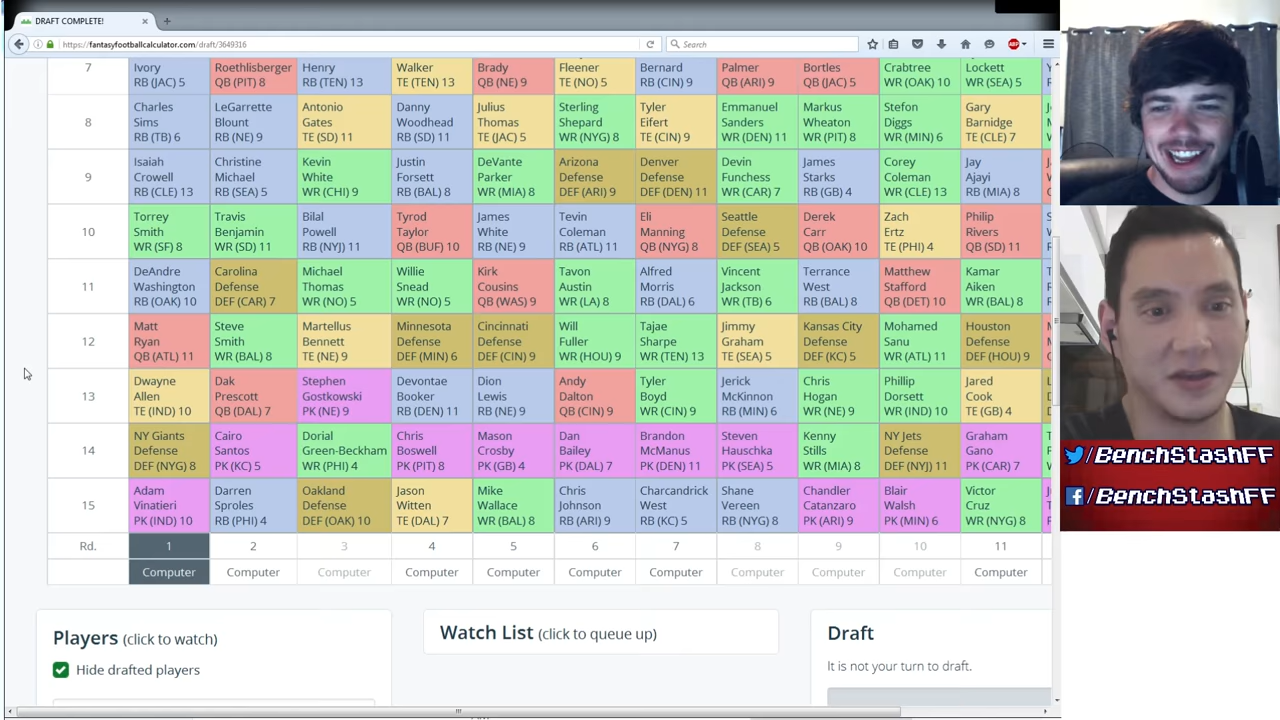 DRAFT COMPLETE!
https://fantasyfootballcalculator.com/draft/3649316
Search
ABP
7
Ivory
RB (JAC) 5
Roethlisberger
QB (PIT) 8
Henry
RB (TEN) 13
Walker
TE (TEN) 13
Brady
QB (NE) 9
Fleener
TE (NO) 5
Bernard
RB (CIN) 9
Palmer
QB (ARI) 9
Bortles
QB (JAC) 5
Crabtree
WR (OAK) 10
Lockett
WR (SEA) 5
8
Charles
Sims
RB (TB) 6
LeGarrette
Blount
RB (NE) 9
Antonio
Gates
TE (SD) 11
Danny
Woodhead
RB (SD) 11
Julius
Thomas
TE (JAC) 5
Sterling
Shepard
WR (NYG) 8
Tyler
Eifert
TE (CIN) 9
Emmanuel
Sanders
WR (DEN) 11
Markus
Wheaton
WR (PIT) 8
Stefon
Diggs
WR (MIN) 6
Gary
Barnidge
TE (CLE) 7
9
Isaiah
Crowell
RB (CLE) 13
Christine
Michael
RB (SEA) 5
Kevin
White
WR (CHI) 9
Justin
Forsett
RB (BAL) 8
DeVante
Parker
WR (MIA) 8
Arizona
Defense
DEF (ARI) 9
Denver
Defense
DEF (DEN) 11
Devin
Funchess
WR (CAR) 7
James
Starks
RB (GB) 4
Corey
Coleman
WR (CLE) 13
Jay
Ajayi
RB (MIA) 8
10
Torrey
Smith
WR (SF) 8
Travis
Benjamin
WR (SD) 11
Bilal
Powell
RB (NYJ) 11
Tyrod
Taylor
QB (BUF) 10
James
White
RB (NE) 9
Tevin
Coleman
RB (ATL) 11
Eli
Manning
QB (NYG) 8
Seattle
Defense
DEF (SEA) 5
Derek
Carr
QB (OAK) 10
Zach
Ertz
TE (PHI) 4
Philip
Rivers
QB (SD) 11
11
DeAndre
Washington
RB (OAK) 10
Carolina
Defense
DEF (CAR) 7
Michael
Thomas
WR (NO) 5
Willie
Snead
WR (NO) 5
Kirk
Cousins
QB (WAS) 9
Tavon
Austin
WR (LA) 8
Alfred
Morris
RB (DAL) 6
Vincent
Jackson
WR (TB) 6
Terrance
West
RB (BAL) 8
Matthew
Stafford
QB (DET) 10
Kamar
Aiken
WR (BAL) 8
12
Matt
Ryan
QB (ATL) 11
Steve
Smith
WR (BAL) 8
Martellus
Bennett
TE (NE) 9
Minnesota
Defense
DEF (MIN) 6
Cincinnati
Defense
DEF (CIN) 9
Will
Fuller
WR (HOU) 9
Tajae
Sharpe
WR (TEN) 13
Jimmy
Graham
TE (SEA) 5
Kansas City
Defense
DEF (KC) 5
Mohamed
Sanu
WR (ATL) 11
Houston
Defense
DEF (HOU) 9
13
Dwayne
Allen
TE (IND) 10
Dak
Prescott
QB (DAL) 7
Stephen
Gostkowski
PK (NE) 9
Devontae
Booker
RB (DEN) 11
Dion
Lewis
RB (NE) 9
Andy
Dalton
QB (CIN) 9
Tyler
Boyd
WR (CIN) 9
Jerick
McKinnon
RB (MIN) 6
Chris
Hogan
WR (NE) 9
Phillip
Dorsett
WR (IND) 10
Jared
Cook
TE (GB) 4
14
NY Giants
Defense
DEF (NYG) 8
Cairo
Santos
PK (KC) 5
Dorial
Green-Beckham
WR (PHI) 4
Chris
Boswell
PK (PIT) 8
Mason
Crosby
PK (GB) 4
Dan
Bailey
PK (DAL) 7
Brandon
McManus
PK (DEN) 11
Steven
Hauschka
PK (SEA) 5
Kenny
Stills
WR (MIA) 8
NY Jets
Defense
DEF (NYJ) 11
Graham
Gano
PK (CAR) 7
15
Adam
Vinatieri
PK (IND) 10
Darren
Sproles
RB (PHI) 4
Oakland
Defense
DEF (OAK) 10
Jason
Witten
TE (DAL) 7
Mike
Wallace
WR (BAL) 8
Chris
Johnson
RB (ARI) 9
Charcandrick
West
RB (KC) 5
Shane
Vereen
RB (NYG) 8
Chandler
Catanzaro
PK (ARI) 9
Blair
Walsh
PK (MIN) 6
Victor
Cruz
WR (NYG) 8
Rd. 1 2 3 4 5 6 7 8 9 10 11
Computer Computer Computer Computer Computer Computer Computer Computer Computer Computer Computer
Players (click to watch)
Hide drafted players
Watch List (click to queue up)
Draft
It is not your turn to draft.
/BenchStashFF
f/BenchStashFF